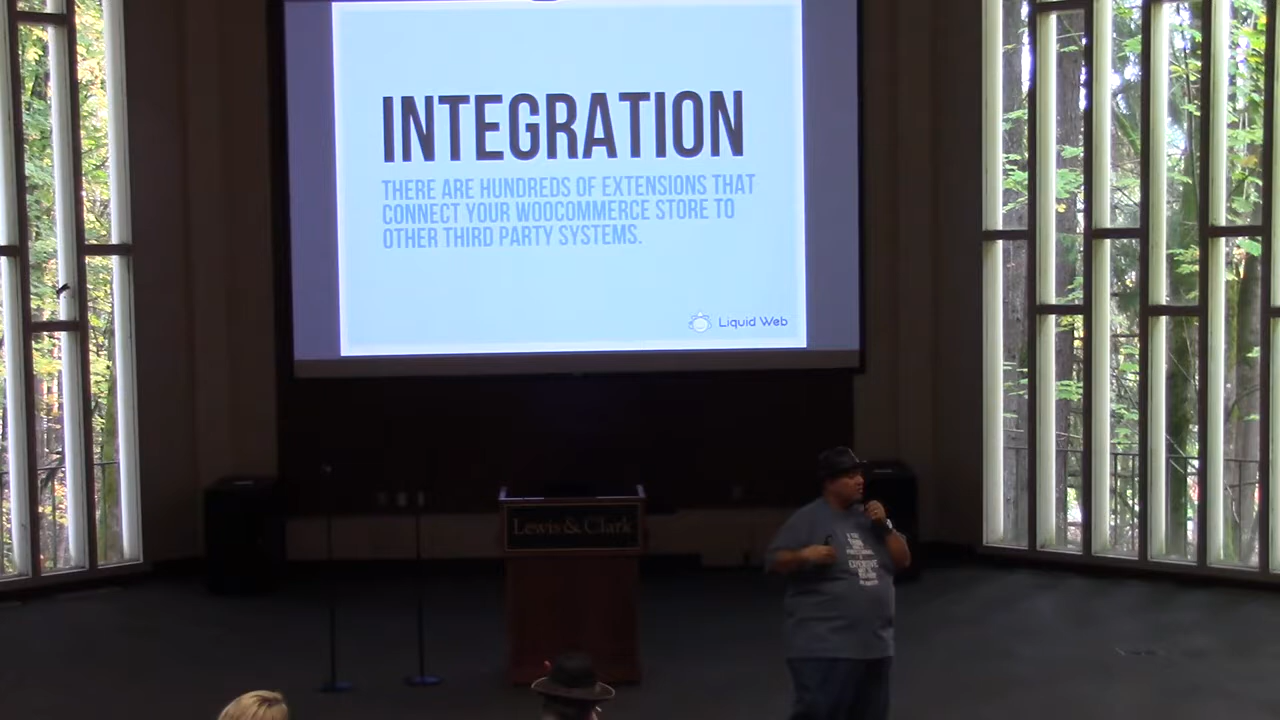 INTEGRATION
THERE ARE HUNDREDS OF EXTENSIONS THAT
CONNECT YOUR WOOCOMMERCE STORE TO
OTHER THIRD PARTY SYSTEMS.
Liquid Web
Lewis & Clark
EXPENSIVE